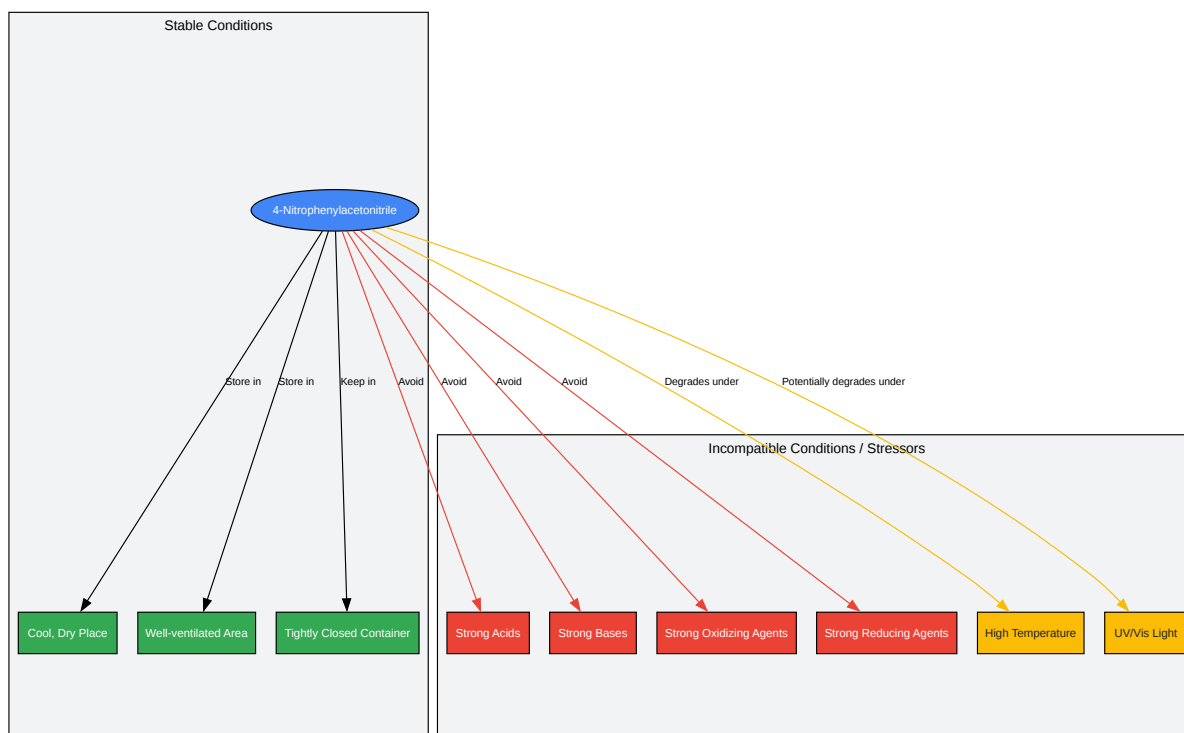 Stable Conditions
4-Nitrophenylacetonitrile
Store in
Store in
Keep in
Avoid
Avoid
Avoid
Avoid
Degrades under
Potentially degrades under
Incompatible Conditions / Stressors
Cool, Dry Place
Well-ventilated Area
Tightly Closed Container
Strong Acids
Strong Bases
Strong Oxidizing Agents
Strong Reducing Agents
High Temperature
UV/Vis Light